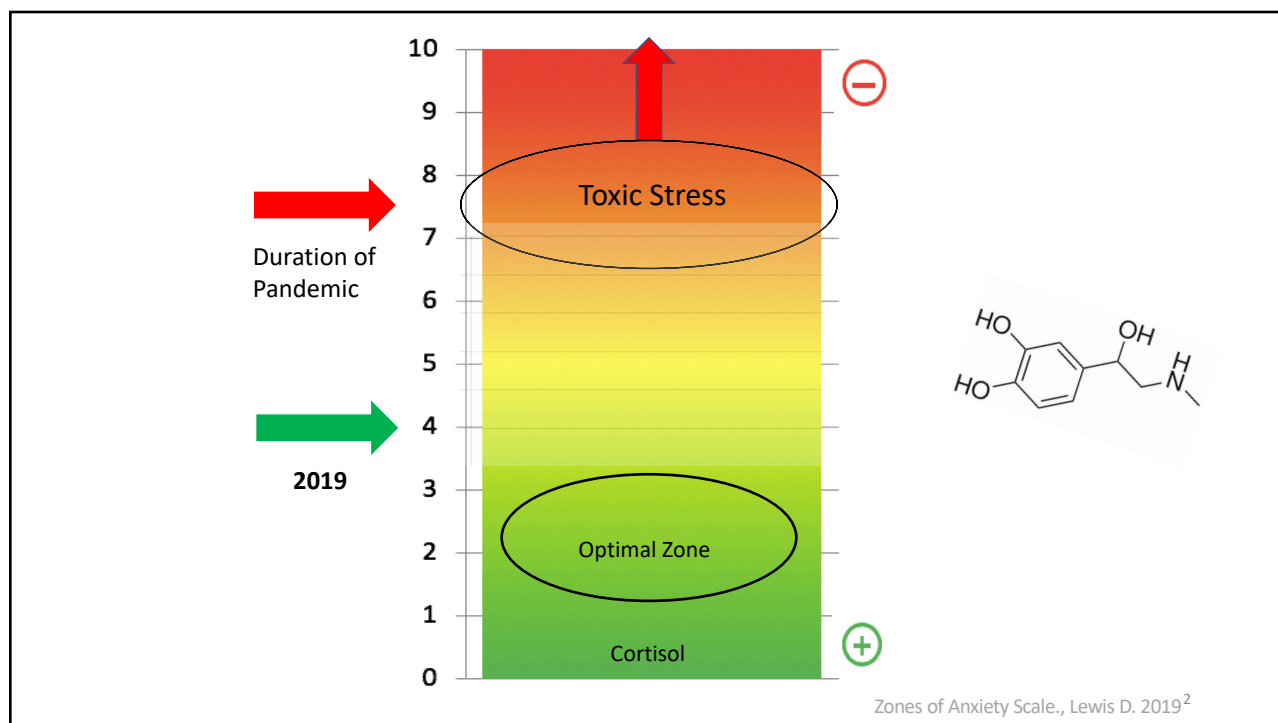 10
9
8
7
6
5
4
3
2
1
0
Toxic Stress
Duration of
Pandemic
2019
Optimal Zone
Cortisol
−
+
HO
HO
OH
H
N
Zones of Anxiety Scale., Lewis D. 2019²